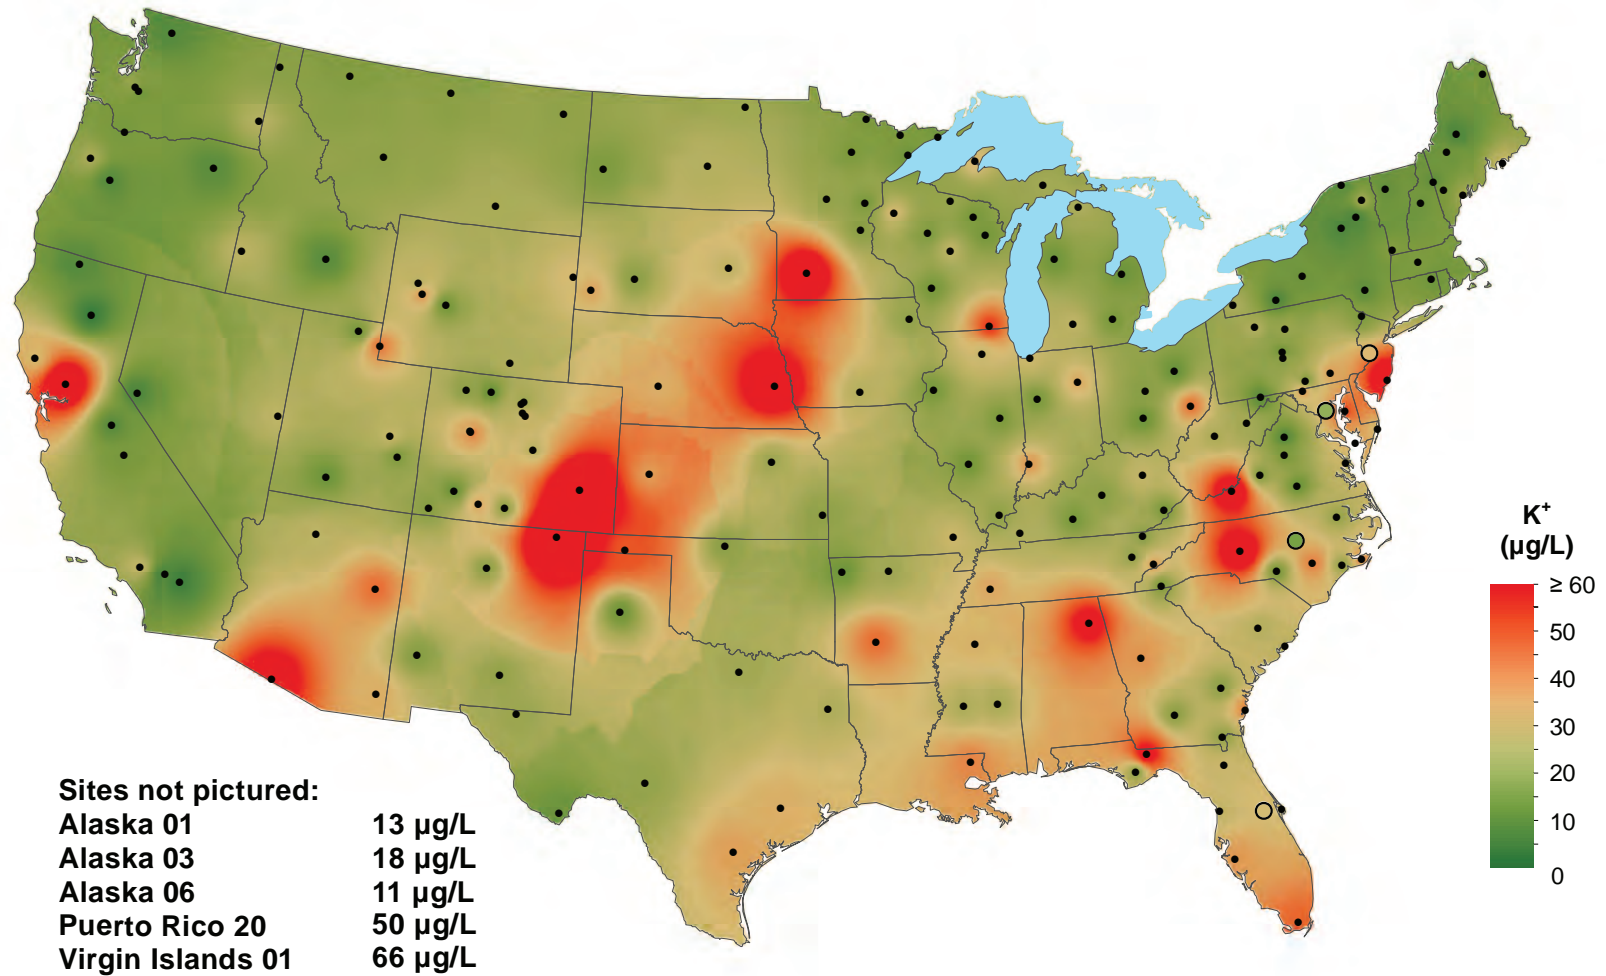 K+
(µg/L)
≥ 60
50
40
30
20
10
0
Sites not pictured:
Alaska 01 13 µg/L
Alaska 03 18 µg/L
Alaska 06 11 µg/L
Puerto Rico 20 50 µg/L
Virgin Islands 01 66 µg/L